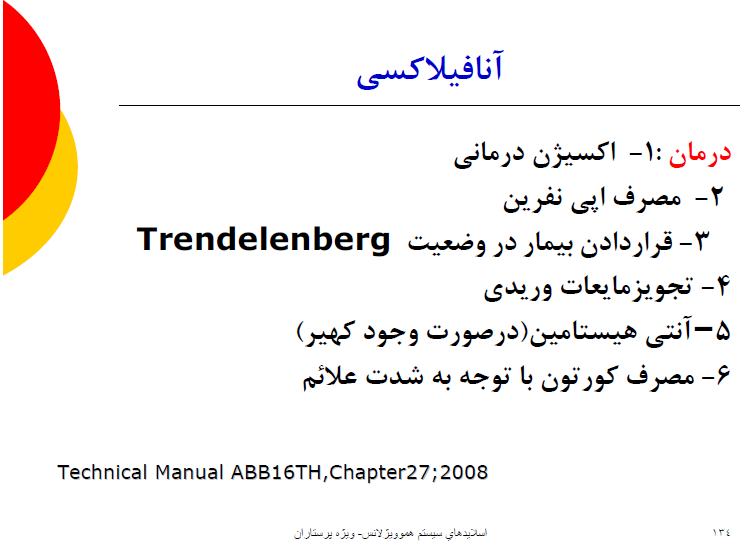 آنافیلاکسی
درمان :۱- اکسیژن درمانی
۲- مصرف اپی نفرین
۳- قراردادن بیمار در وضعیت Trendelenberg
۴- تجویزمایعات وریدی
۵–آنتی هیستامین(درصورت وجود کهیر)
۶- مصرف کورتون با توجه به شدت علائم
Technical Manual ABB16TH,Chapter27;2008
اسلایدهاي سیستم هموویژلانس- ویژه پرستاران
١٣٤